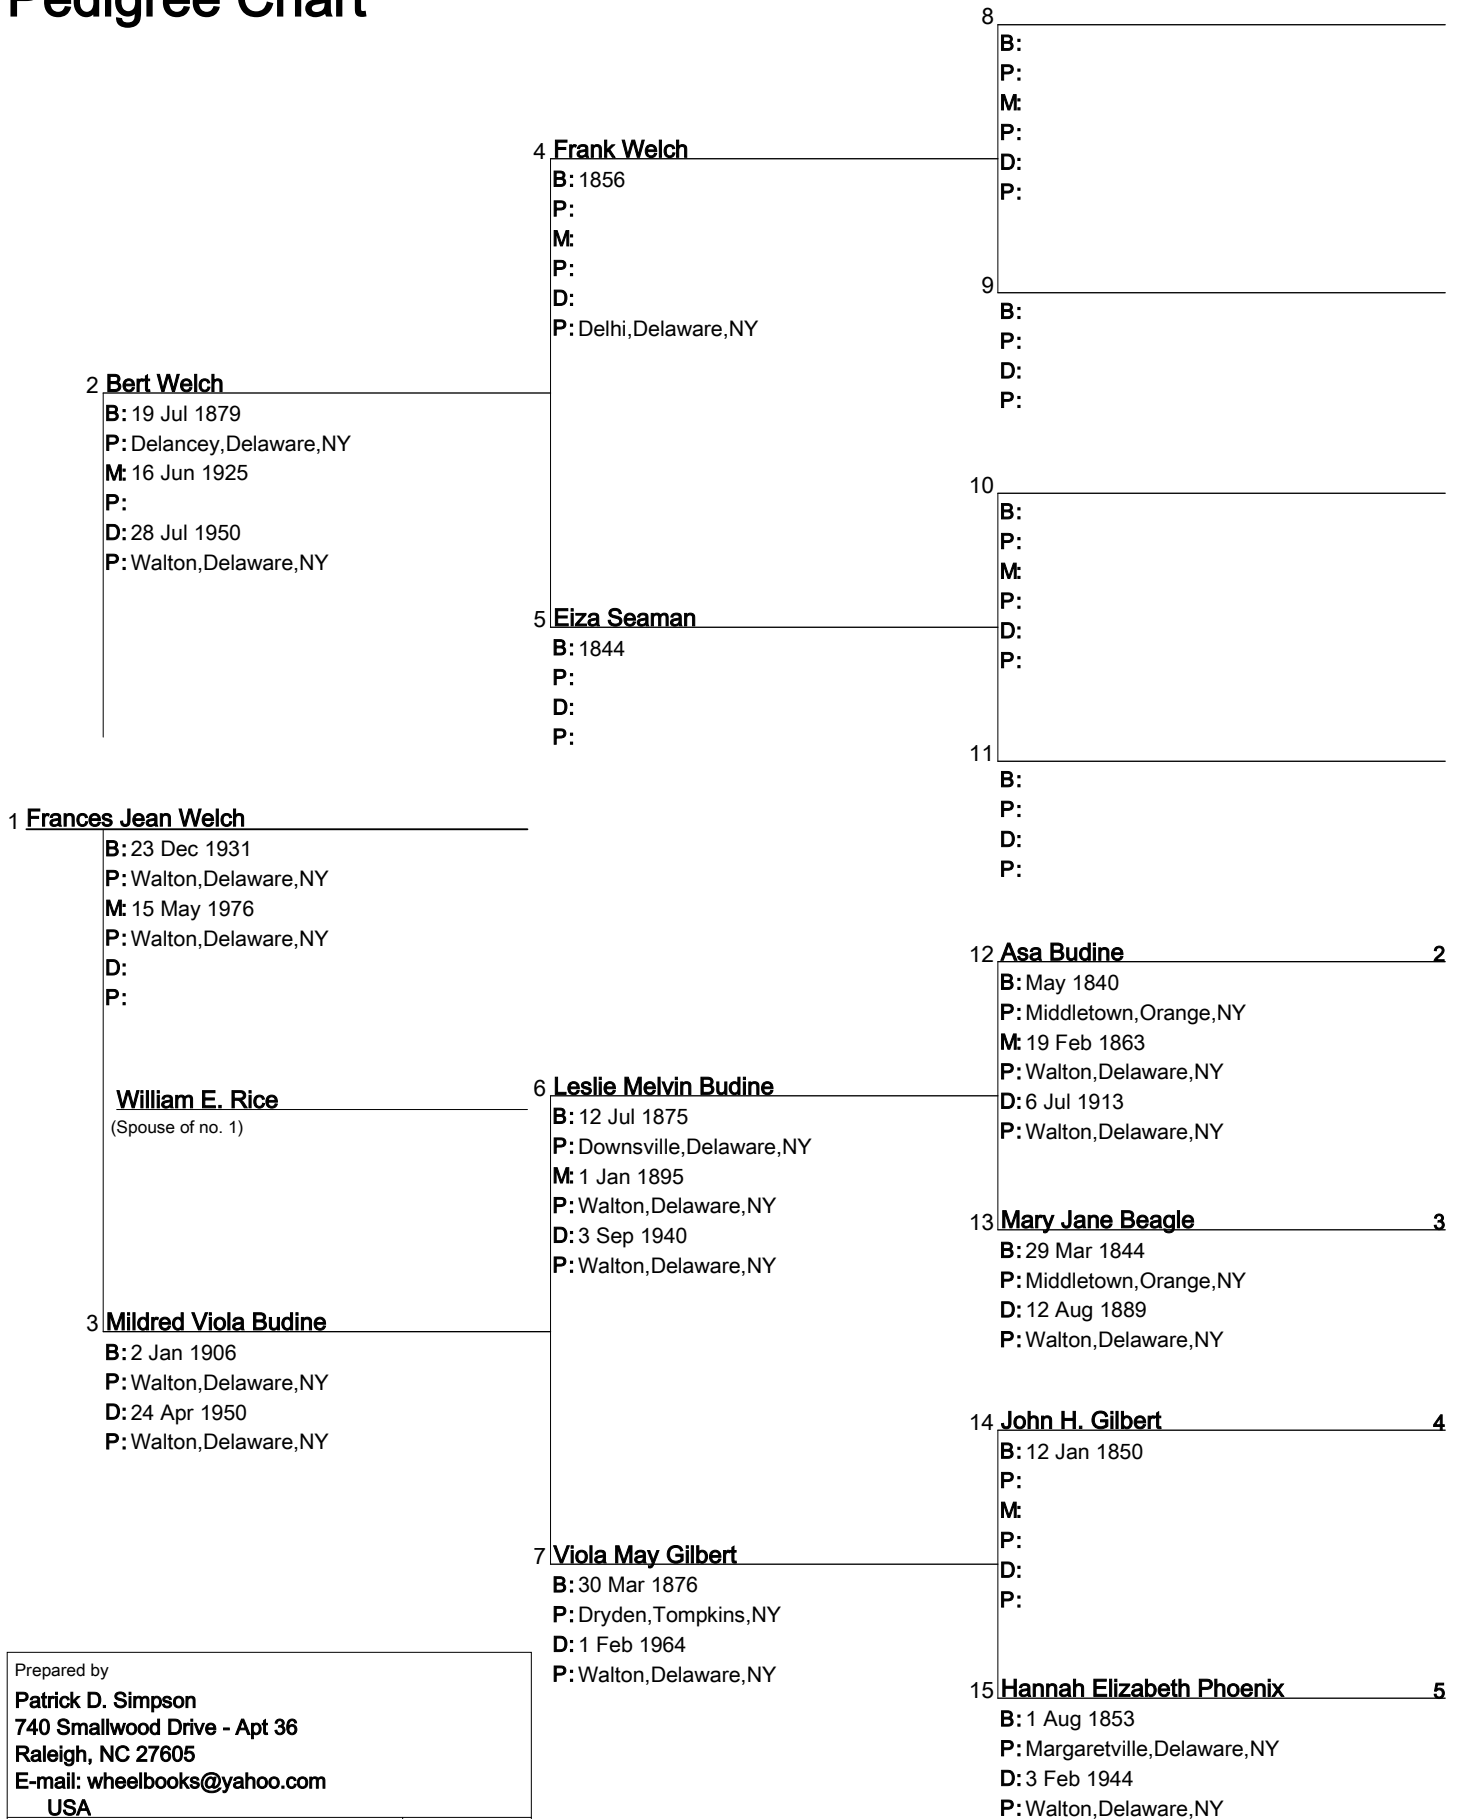 Pedigree Chart
8
B:
P:
M:
P:
D:
P:
4 Frank Welch
B: 1856
P:
M:
P:
D:
P: Delhi,Delaware,NY
9
B:
P:
D:
P:
2 Bert Welch
B: 19 Jul 1879
P: Delancey,Delaware,NY
M: 16 Jun 1925
P:
D: 28 Jul 1950
P: Walton,Delaware,NY
10
B:
P:
M:
P:
D:
P:
5 Eiza Seaman
B: 1844
P:
D:
P:
11
B:
P:
D:
P:
1 Frances Jean Welch
B: 23 Dec 1931
P: Walton,Delaware,NY
M: 15 May 1976
P: Walton,Delaware,NY
D:
P:
William E. Rice
(Spouse of no. 1)
12 Asa Budine 2
B: May 1840
P: Middletown,Orange,NY
M: 19 Feb 1863
P: Walton,Delaware,NY
D: 6 Jul 1913
P: Walton,Delaware,NY
6 Leslie Melvin Budine
B: 12 Jul 1875
P: Downsville,Delaware,NY
M: 1 Jan 1895
P: Walton,Delaware,NY
D: 3 Sep 1940
P: Walton,Delaware,NY
13 Mary Jane Beagle 3
B: 29 Mar 1844
P: Middletown,Orange,NY
D: 12 Aug 1889
P: Walton,Delaware,NY
3 Mildred Viola Budine
B: 2 Jan 1906
P: Walton,Delaware,NY
D: 24 Apr 1950
P: Walton,Delaware,NY
14 John H. Gilbert 4
B: 12 Jan 1850
P:
M:
P:
D:
P:
7 Viola May Gilbert
B: 30 Mar 1876
P: Dryden,Tompkins,NY
D: 1 Feb 1964
P: Walton,Delaware,NY
15 Hannah Elizabeth Phoenix 5
B: 1 Aug 1853
P: Margaretville,Delaware,NY
D: 3 Feb 1944
P: Walton,Delaware,NY
Prepared by
Patrick D. Simpson
740 Smallwood Drive - Apt 36
Raleigh, NC 27605
E-mail: wheelbooks@yahoo.com
USA